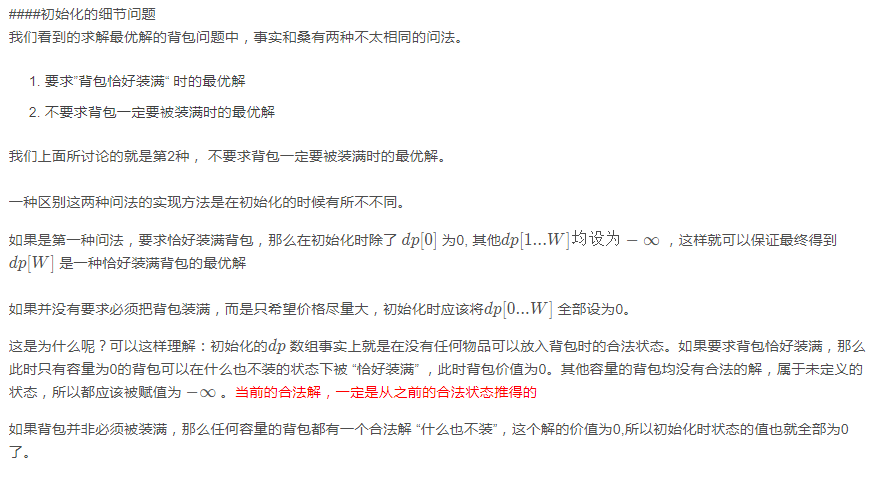 ####初始化的细节问题
我们看到的求解最优解的背包问题中，事实和桑有两种不太相同的问法。
1. 要求”背包恰好装满“ 时的最优解
2. 不要求背包一定要被装满时的最优解
我们上面所讨论的就是第2种， 不要求背包一定要被装满时的最优解。
一种区别这两种问法的实现方法是在初始化的时候有所不不同。
如果是第一种问法，要求恰好装满背包，那么在初始化时除了 dp[0] 为0, 其他dp[1...W]均设为 − ∞ ，这样就可以保证最终得到
dp[W] 是一种恰好装满背包的最优解
如果并没有要求必须把背包装满，而是只希望价格尽量大，初始化时应该将dp[0...W] 全部设为0。
这是为什么呢？可以这样理解：初始化的dp 数组事实上就是在没有任何物品可以放入背包时的合法状态。如果要求背包恰好装满，那么
此时只有容量为0的背包可以在什么也不装的状态下被 “恰好装满” ，此时背包价值为0。其他容量的背包均没有合法的解，属于未定义的
状态，所以都应该被赋值为 − ∞ 。当前的合法解，一定是从之前的合法状态推得的
如果背包并非必须被装满，那么任何容量的背包都有一个合法解 “什么也不装”，这个解的价值为0,所以初始化时状态的值也就全部为0
了。